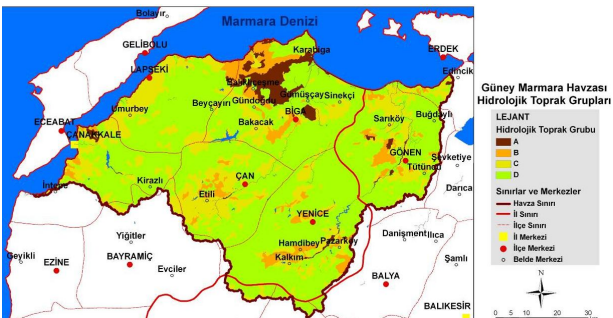 Bolayır
Marmara Denizi
GELİBOLU
Karabiga
ERDEK
LAPSEKİ
Edincik
Gümüşçay
Sinekçi
Umurbey
Beyçayın
Gündoğdu
BİGA
Buğdaylı
Sarıköy
ECEABAT
ÇANAKKALE
Bakacak
GÖNEN
Şevketiye
Tütüncü
İntepe
Kirazlı
ÇAN
Darıca
Etili
YENİCE
Yiğitler
Danişment
Ilıca
Hamdibey
Pazarköy
Geyikli
EZİNE
BAYRAMİÇ
Evciler
Kalkım
Şamlı
BALYA
BALIKESİR
Güney Marmara Havzası
Hidrolojik Toprak Grupları
LEJANT
Hidrolojik Toprak Grubu
A
B
C
D
Sınırlar ve Merkezler
Havza Sınırı
İl Sınırı
İlçe Sınırı
İl Merkezi
İlçe Merkezi
Belde Merkezi
N
0 5 10 20 30